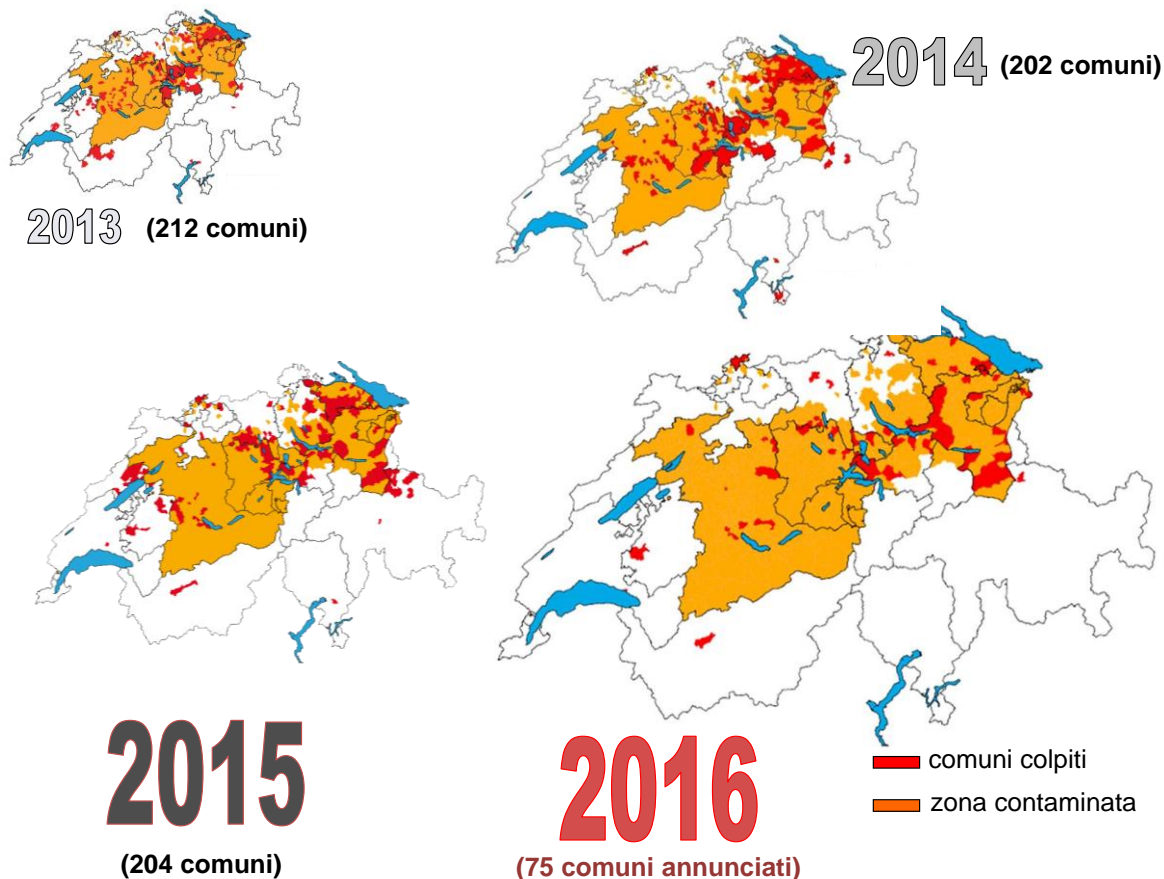 2013 (212 comuni)
2014 (202 comuni)
2015
(204 comuni)
2016
(75 comuni annunciati)
comuni colpiti
zona contaminata